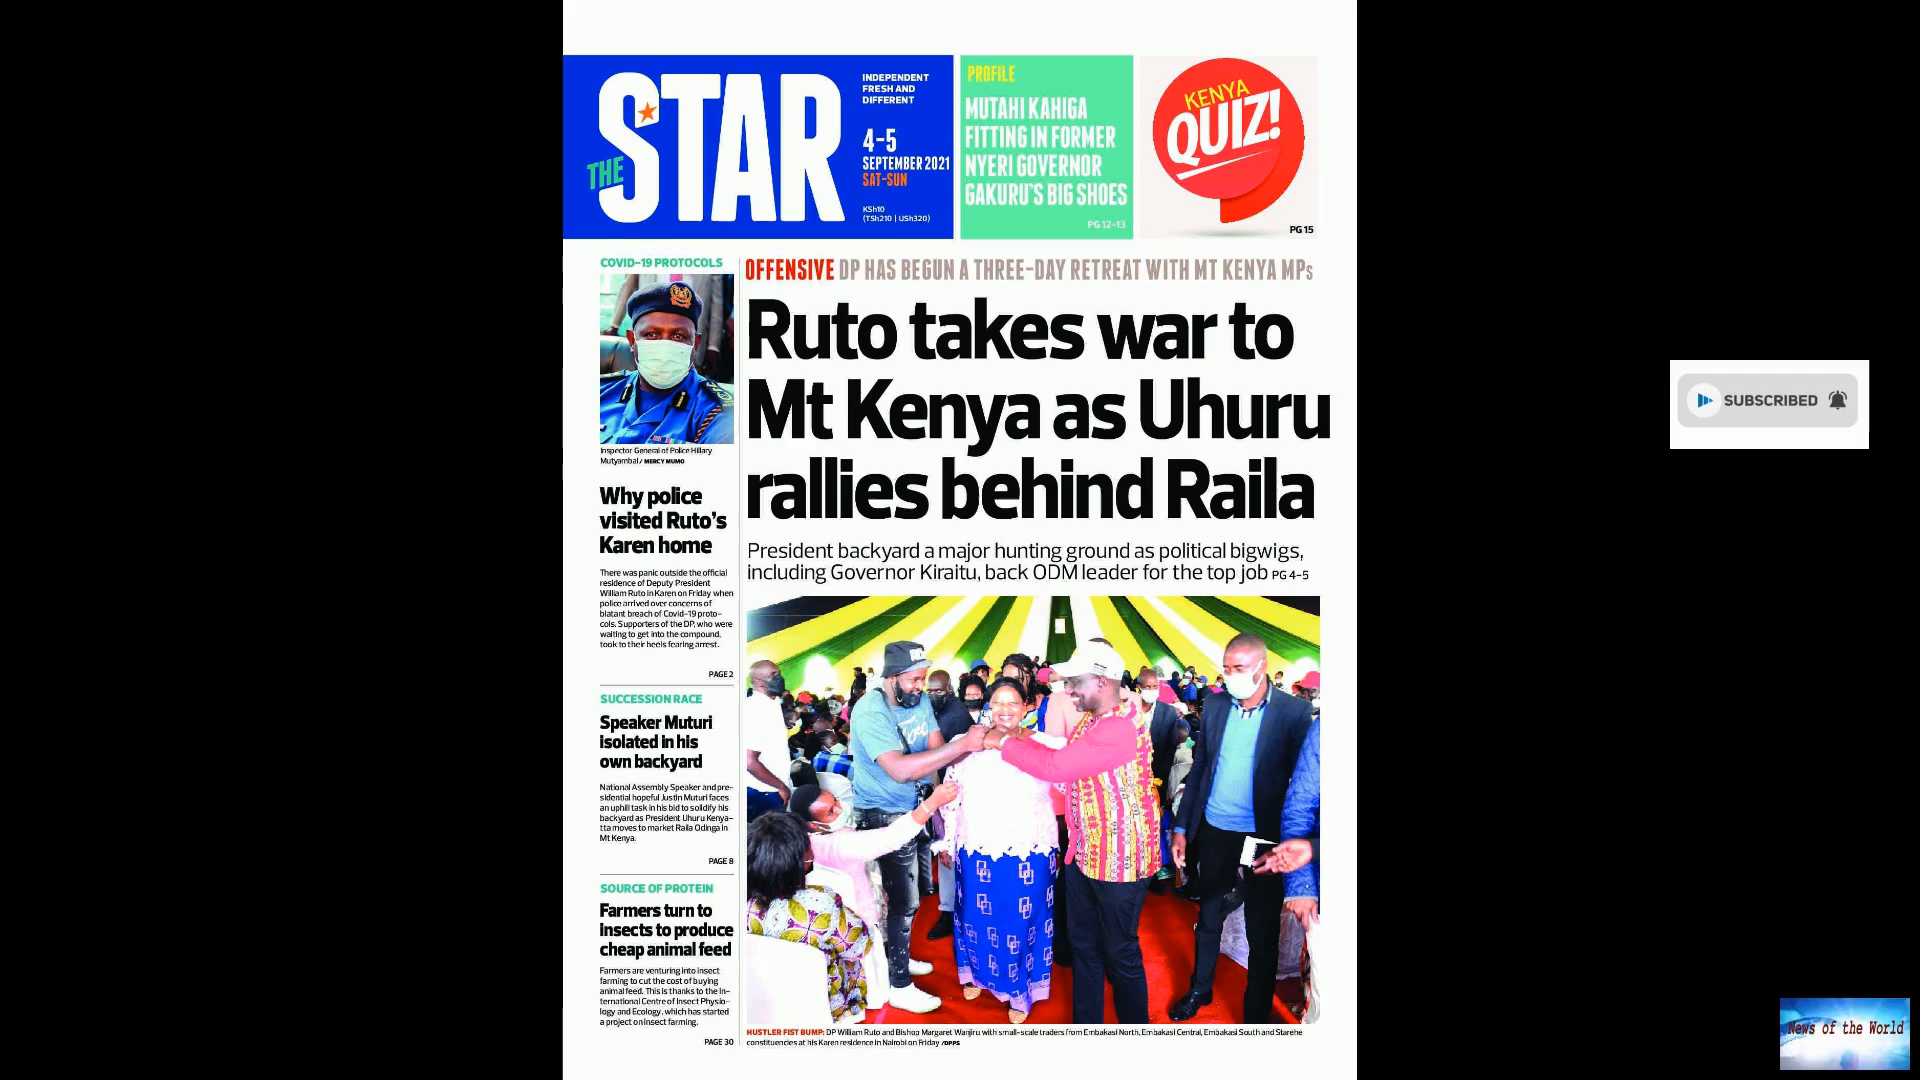 THE STAR
INDEPENDENT
FRESH AND
DIFFERENT
4-5
SEPTEMBER 2021
SAT-SUN
KSh10
(TSh210 | USh320)
PROFILE
MUTAHI KAHIGA
FITTING IN FORMER
NYERI GOVERNOR
GAKURU'S BIG SHOES
PG 12-13
KENYA
QUIZ!
PG 15
COVID-19 PROTOCOLS
Inspector General of Police Hillary
Mutyambai / MERCY MUMO
Why police
visited Ruto's
Karen home
There was panic outside the official
residence of Deputy President
William Ruto in Karen on Friday when
police arrived over concerns of
blatant breach of Covid-19 proto-
cols. Supporters of the DP, who were
waiting to get into the compound,
took to their heels fearing arrest.
PAGE 2
SUCCESSION RACE
Speaker Muturi
isolated in his
own backyard
National Assembly Speaker and pre-
sidential hopeful Justin Muturi faces
an uphill task in his bid to solidify his
backyard as President Uhuru Kenya-
tta moves to market Raila Odinga in
Mt Kenya.
PAGE 8
SOURCE OF PROTEIN
Farmers turn to
insects to produce
cheap animal feed
Farmers are venturing into insect
farming to cut the cost of buying
animal feed. This is thanks to the In-
ternational Centre of Insect Physio-
logy and Ecology, which has started
a project on insect farming.
PAGE 30
OFFENSIVE DP HAS BEGUN A THREE-DAY RETREAT WITH MT KENYA MPs
Ruto takes war to
Mt Kenya as Uhuru
rallies behind Raila
President backyard a major hunting ground as political bigwigs,
including Governor Kiraitu, back ODM leader for the top job PG 4-5
HUSTLER FIST BUMP: DP William Ruto and Bishop Margaret Wanjiru with small-scale traders from Embakasi North, Embakasi Central, Embakasi South and Starehe
constituencies at his Karen residence in Nairobi on Friday /DPPS
SUBSCRIBED
News of the World